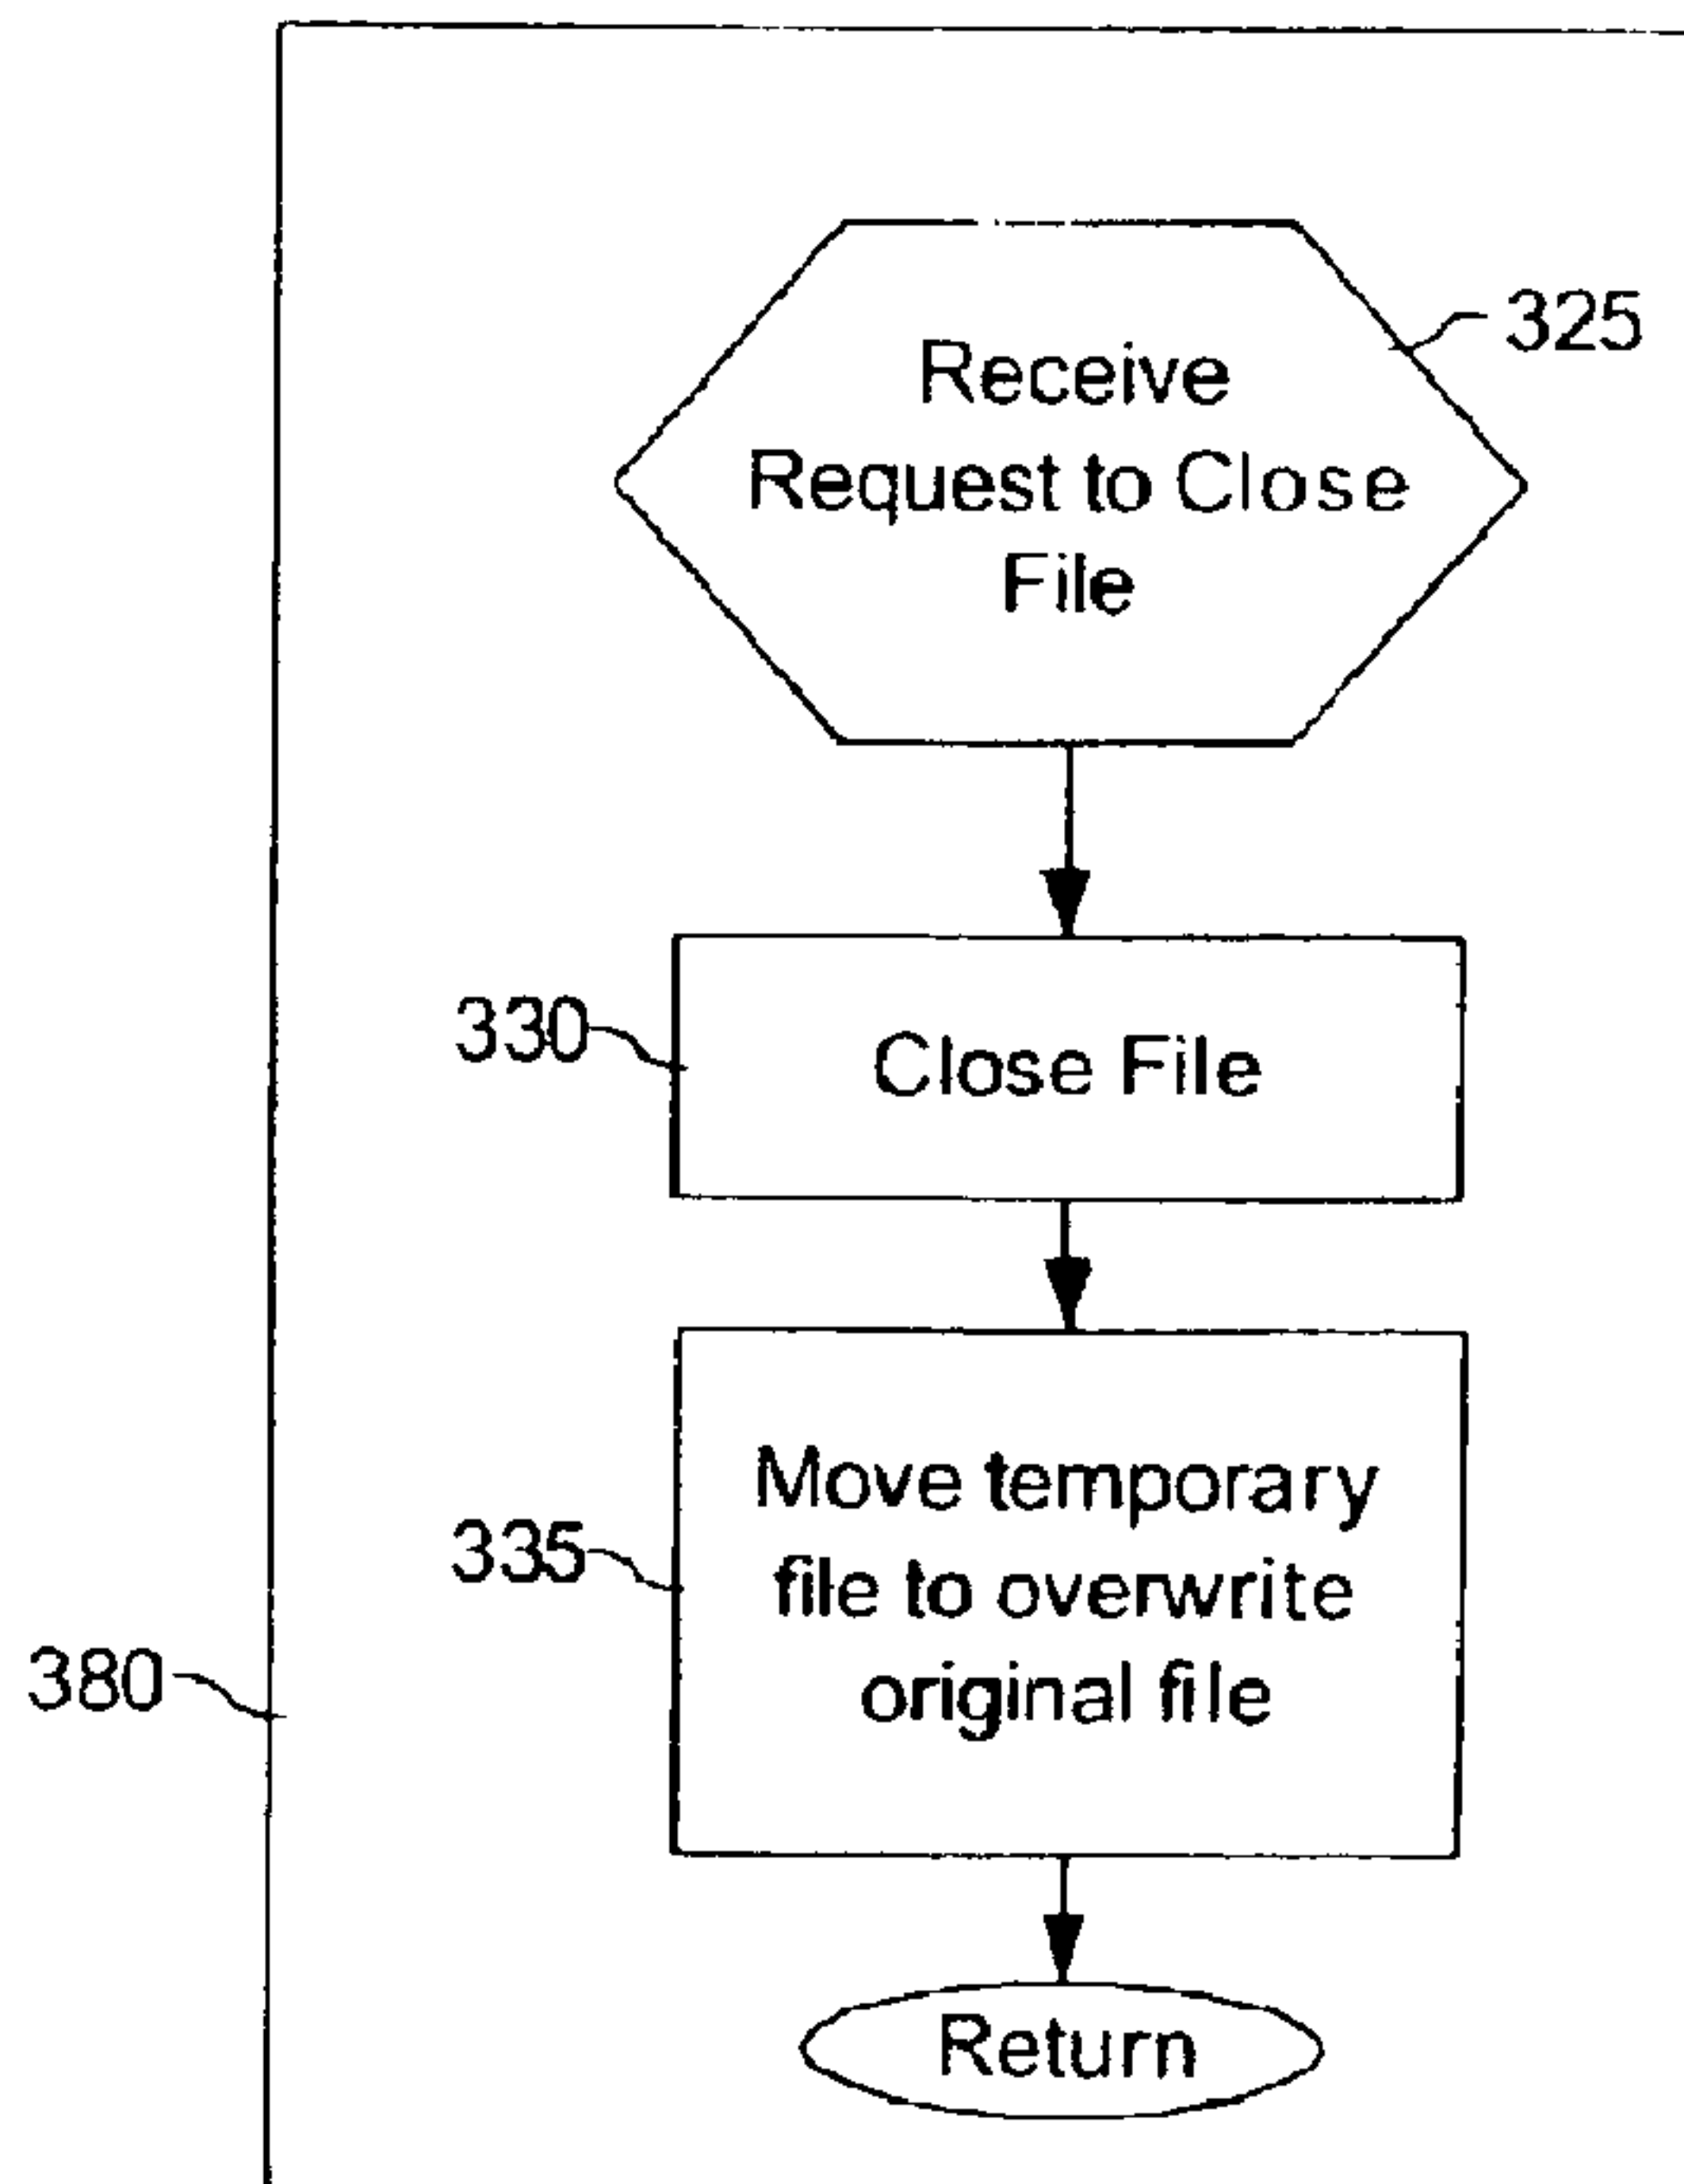 Receive
Request to Close
File
325
330
Close File
Move temporary
file to overwrite
original file
335
380
Return